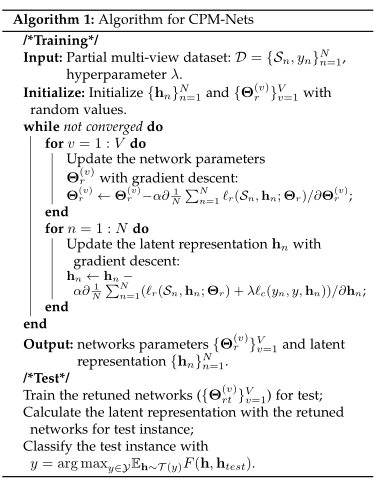 Algorithm 1: Algorithm for CPM-Nets
/*Training*/
Input: Partial multi-view dataset: $\mathcal{D} = \{\mathcal{S}_n, y_n\}_{n=1}^{N}$,
hyperparameter $\lambda$.
Initialize: Initialize $\{\mathbf{h}_n\}_{n=1}^{N}$ and $\{\mathbf{\Theta}_r^{(v)}\}_{v=1}^{V}$ with
random values.
while not converged do
for $v = 1 : V$ do
Update the network parameters
$\mathbf{\Theta}_r^{(v)}$ with gradient descent:
$\mathbf{\Theta}_r^{(v)} \leftarrow \mathbf{\Theta}_r^{(v)} - \alpha \partial \frac{1}{N} \sum_{n=1}^{N} \ell_r(\mathcal{S}_n, \mathbf{h}_n; \mathbf{\Theta}_r) / \partial \mathbf{\Theta}_r^{(v)}$;
end
for $n = 1 : N$ do
Update the latent representation $\mathbf{h}_n$ with
gradient descent:
$\mathbf{h}_n \leftarrow \mathbf{h}_n -$
$\alpha \partial \frac{1}{N} \sum_{n=1}^{N} (\ell_r(\mathcal{S}_n, \mathbf{h}_n; \mathbf{\Theta}_r) + \lambda \ell_c(y_n, y, \mathbf{h}_n)) / \partial \mathbf{h}_n$;
end
end
Output: networks parameters $\{\mathbf{\Theta}_r^{(v)}\}_{v=1}^{V}$ and latent
representation $\{\mathbf{h}_n\}_{n=1}^{N}$.
/*Test*/
Train the retuned networks ($\{\mathbf{\Theta}_{rt}^{(v)}\}_{v=1}^{V}$) for test;
Calculate the latent representation with the retuned
networks for test instance;
Classify the test instance with
$y = \arg\max_{y \in \mathcal{Y}} \mathbb{E}_{\mathbf{h} \sim \mathcal{T}(y)} F(\mathbf{h}, \mathbf{h}_{test})$.